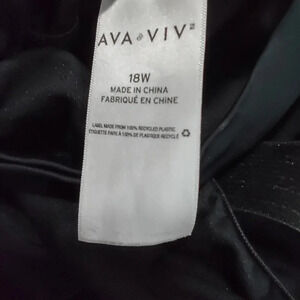 AVA & VIV
18W
MADE IN CHINA
FABRIQUÉ EN CHINE
LABEL MADE FROM 100% RECYCLED PLASTIC
ÉTIQUETTE FAITE À 100% DE PLASTIQUE RECYCLÉ